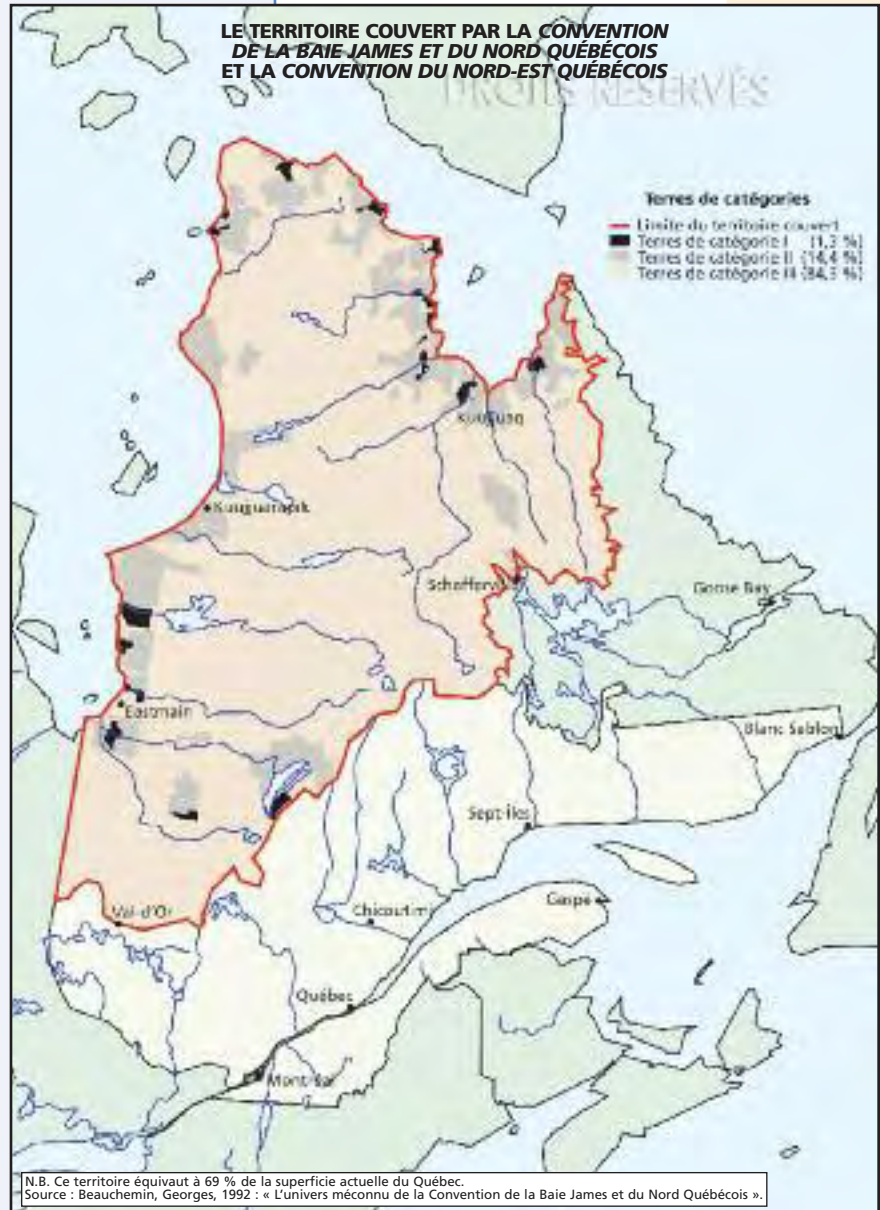 LE TERRITOIRE COUVERT PAR LA CONVENTION
DE LA BAIE JAMES ET DU NORD QUÉBÉCOIS
ET LA CONVENTION DU NORD-EST QUÉBÉCOIS
DROITS RÉSERVÉS
Terres de catégories
Limite du territoire couvert
Terres de catégorie I (1,3 %)
Terres de catégorie II (14,4 %)
Terres de catégorie III (84,3 %)
Kuujjuaq
Kuujjuarapik
Schefferville
Goose Bay
Eastmain
Blanc Sablon
Sept-Îles
Val-d'Or
Chicoutimi
Gaspé
Québec
Montréal
N.B. Ce territoire équivaut à 69 % de la superficie actuelle du Québec.
Source : Beauchemin, Georges, 1992 : « L'univers méconnu de la Convention de la Baie James et du Nord Québécois ».